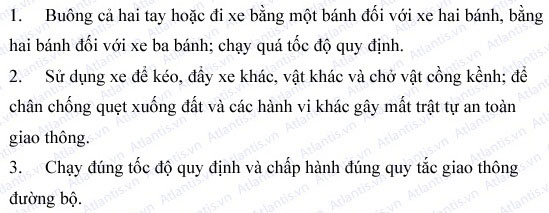 1. Buông cả hai tay hoặc đi xe bằng một bánh đối với xe hai bánh, bằng
hai bánh đối với xe ba bánh; chạy quá tốc độ quy định.
2. Sử dụng xe để kéo, đẩy xe khác, vật khác và chở vật cồng kềnh; để
chân chống quẹt xuống đất và các hành vi khác gây mất trật tự an toàn
giao thông.
3. Chạy đúng tốc độ quy định và chấp hành đúng quy tắc giao thông
đường bộ.